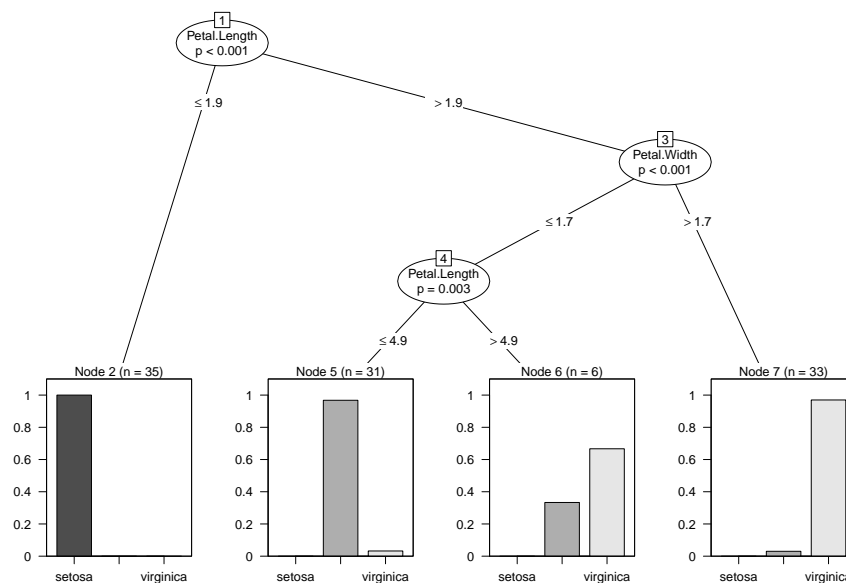 1
Petal.Length
p < 0.001
≤ 1.9
> 1.9
3
Petal.Width
p < 0.001
≤ 1.7
> 1.7
4
Petal.Length
p = 0.003
≤ 4.9
> 4.9
Node 2 (n = 35)
1
0.8
0.6
0.4
0.2
0
setosa
virginica
Node 5 (n = 31)
1
0.8
0.6
0.4
0.2
0
setosa
virginica
Node 6 (n = 6)
1
0.8
0.6
0.4
0.2
0
setosa
virginica
Node 7 (n = 33)
1
0.8
0.6
0.4
0.2
0
setosa
virginica